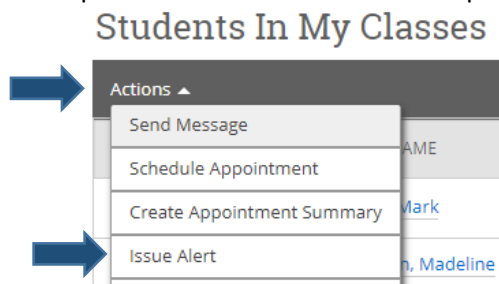 Students In My Classes
Actions ▲
Send Message
AME
Schedule Appointment
Create Appointment Summary
Mark
Issue Alert
n, Madeline